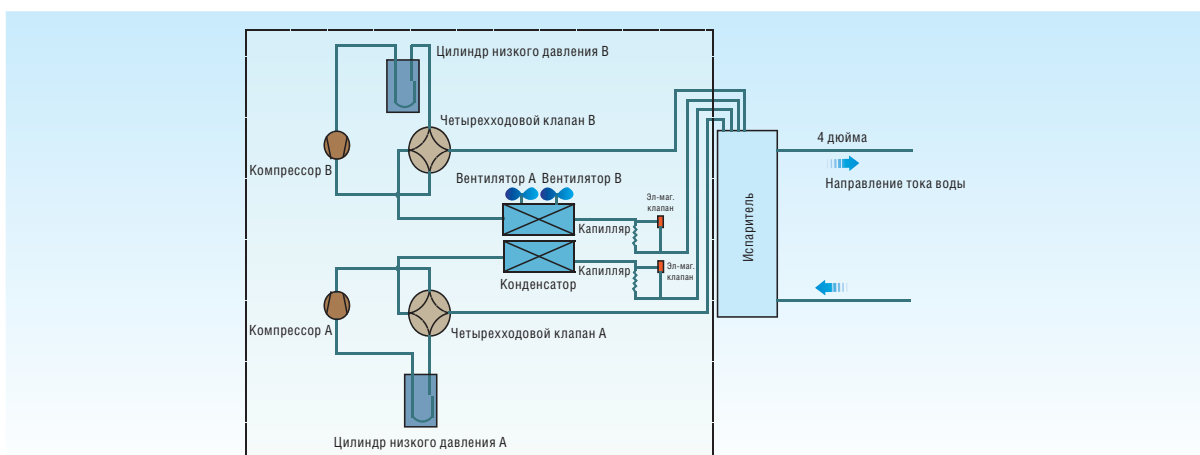 Цилиндр низкого давления В
Четырехходовой клапан В
4 дюйма
Компрессор В
Вентилятор А Вентилятор В
Направление тока воды
Эл-маг.
клапан
Капилляр
Испаритель
Капилляр
Эл-маг.
клапан
Конденсатор
Компрессор А
Четырехходовой клапан А
Цилиндр низкого давления А